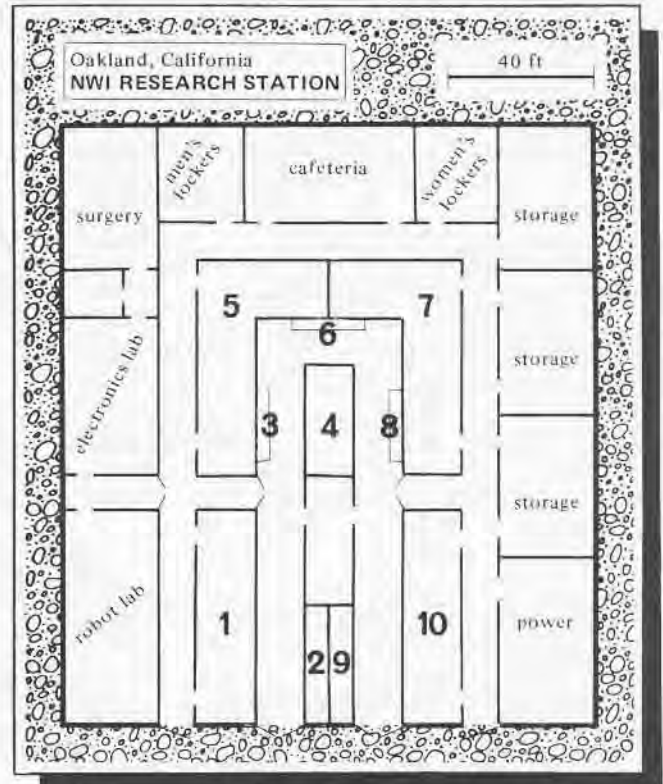 Oakland, California
NWI RESEARCH STATION
40 ft
men's
lockers
cafeteria
women's
lockers
surgery
storage
5
7
6
electronics lab
storage
3
4
8
storage
robot lab
1
10
power
2
9